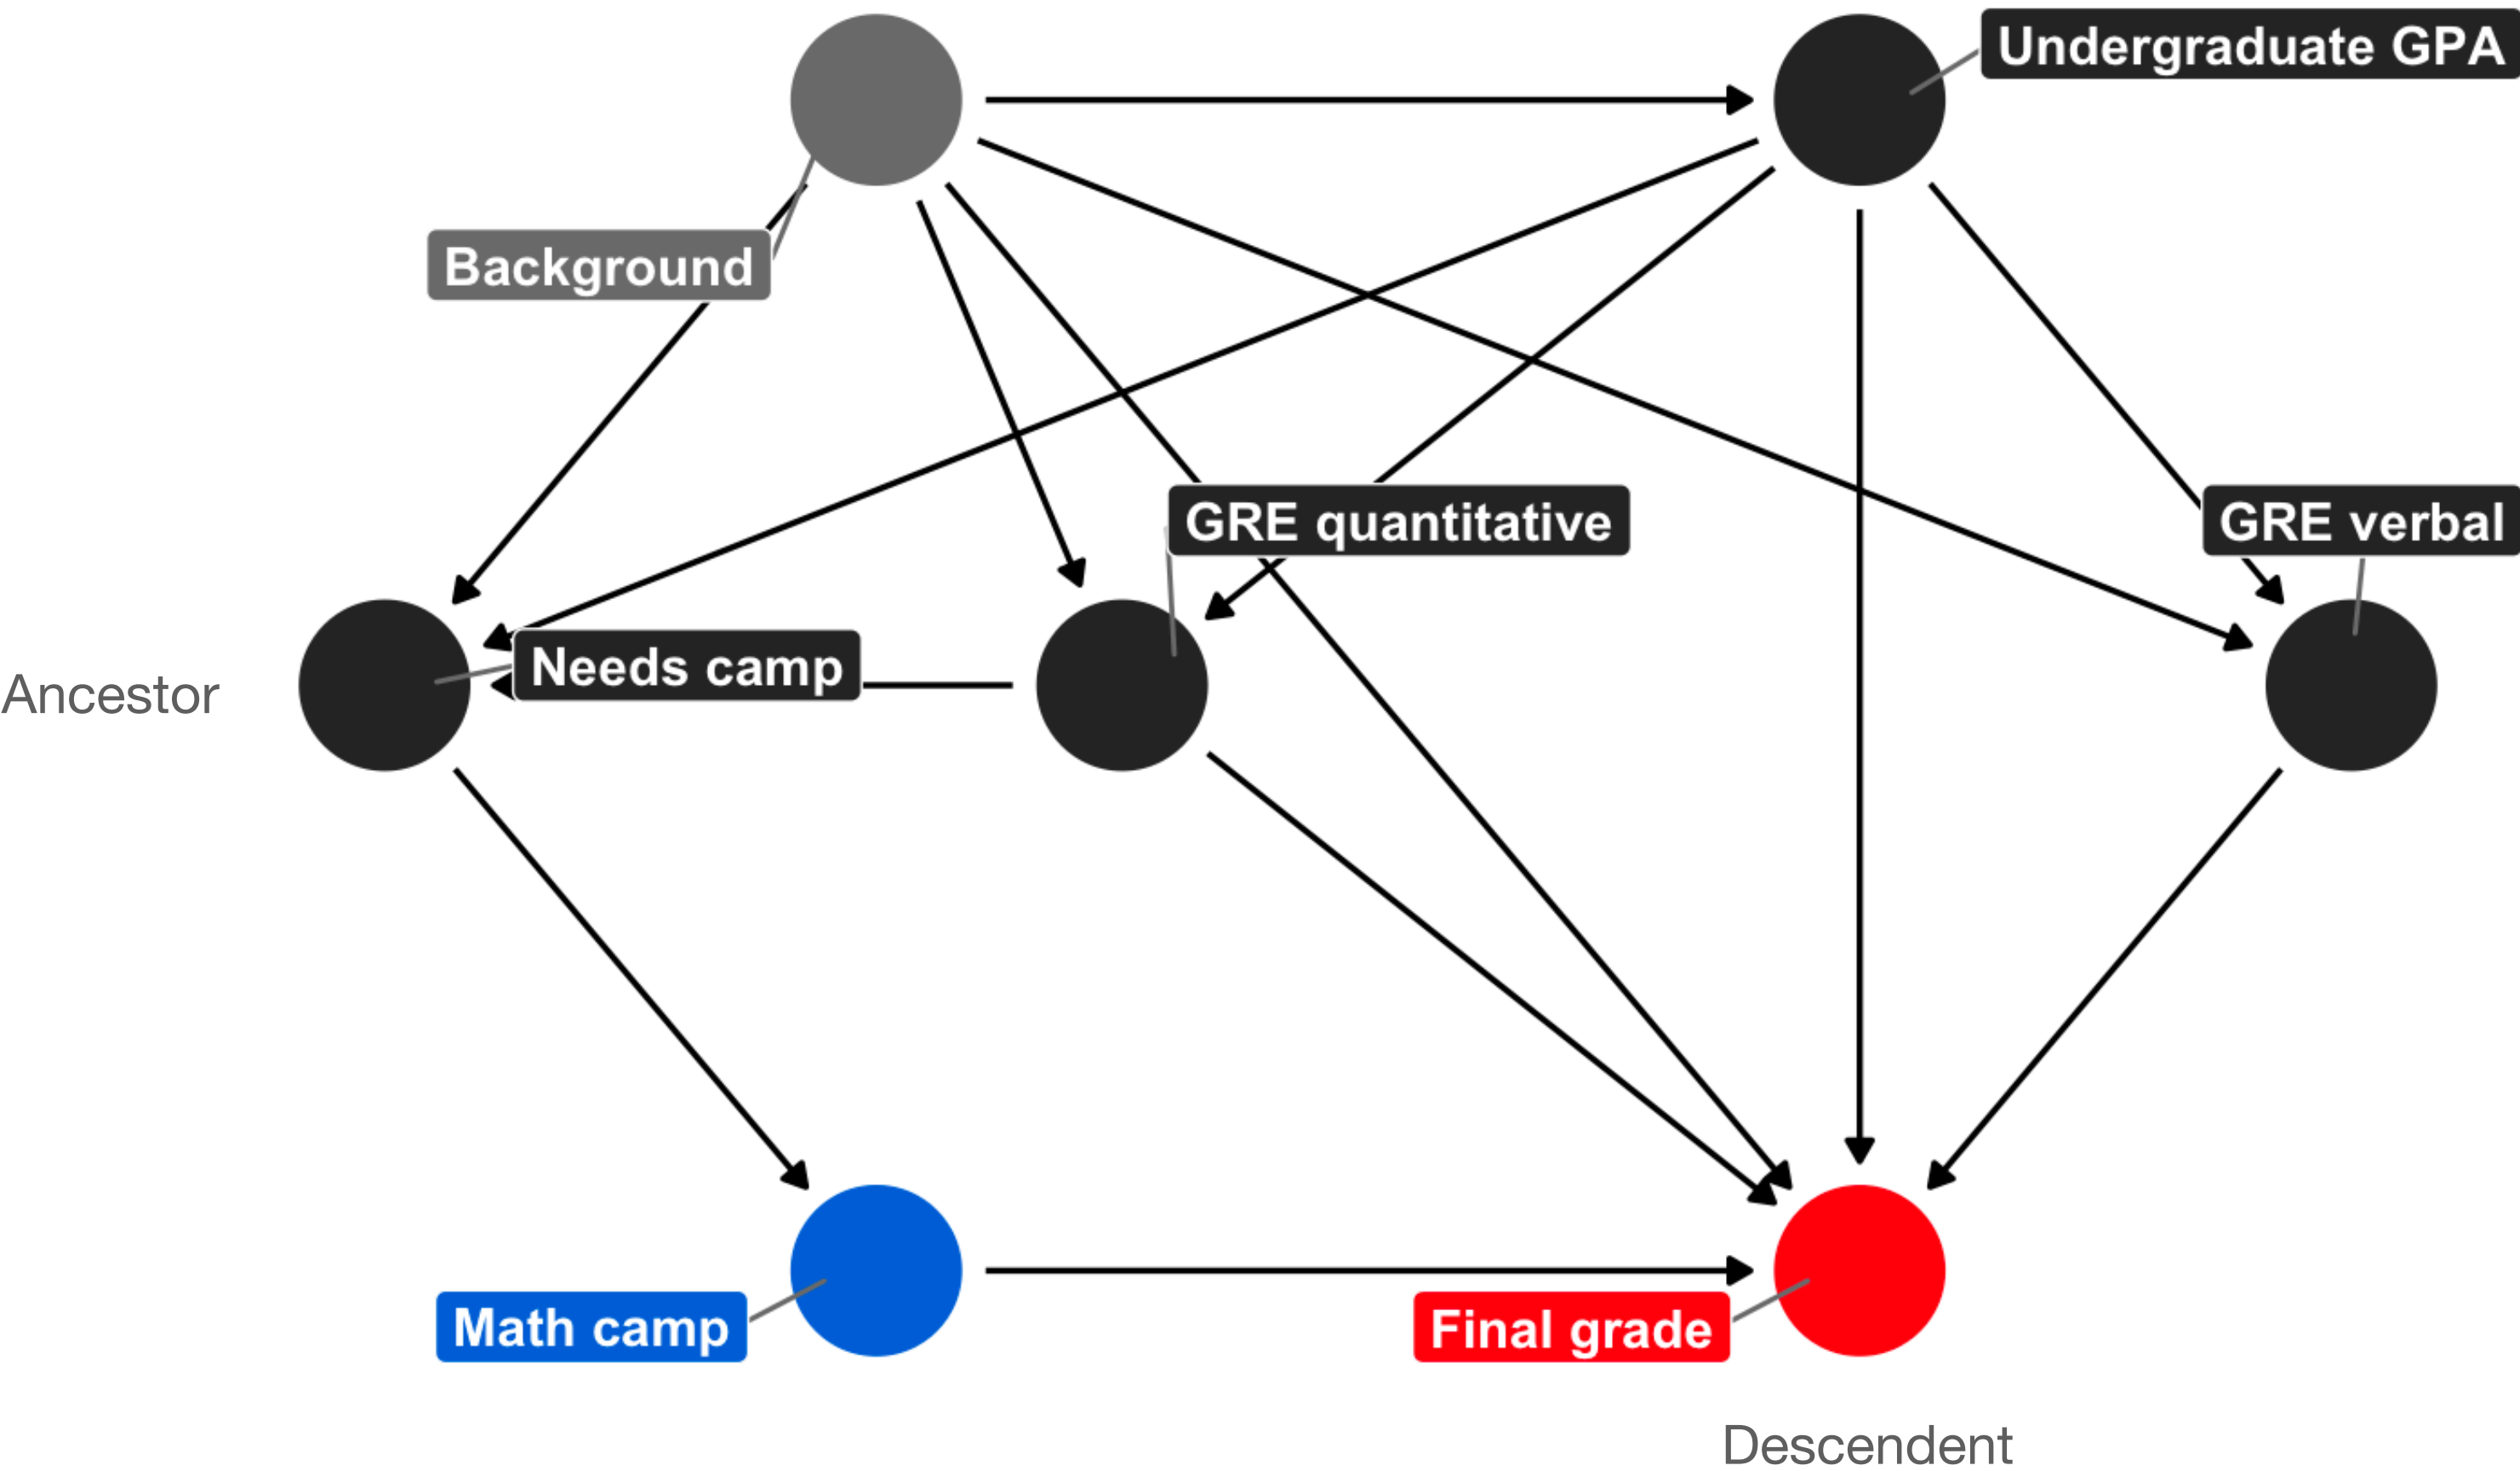 Undergraduate GPA
Background
GRE quantitative
GRE verbal
Needs camp
Ancestor
Math camp
Final grade
Descendent